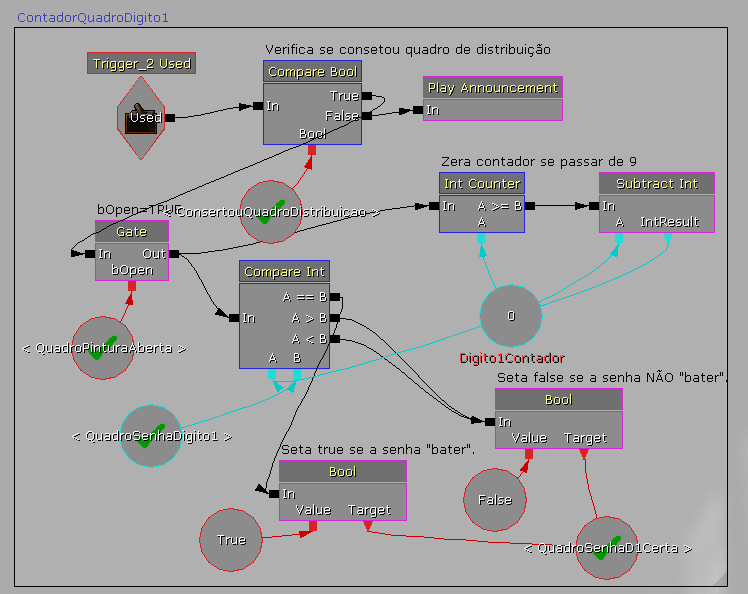 ContadorQuadroDigito1
Verifica se consetou quadro de distribuição
Trigger_2 Used
Compare Bool
Play Announcement
Used
In
True
False
Bool
In
Zera contador se passar de 9
Int Counter
Subtract Int
bOpen=TRUE
< ConsertouQuadroDistribuicao >
In
A >= B
A
In
A
IntResult
Gate
In
Out
bOpen
Compare Int
A == B
In
A > B
A < B
A
B
0
Digito1Contador
< QuadroPinturaAberta >
Seta false se a senha NÃO "bater".
Bool
In
Value
Target
< QuadroSenhaDigito1 >
Seta true se a senha "bater".
Bool
In
Value
Target
False
True
< QuadroSenhaD1Certa >